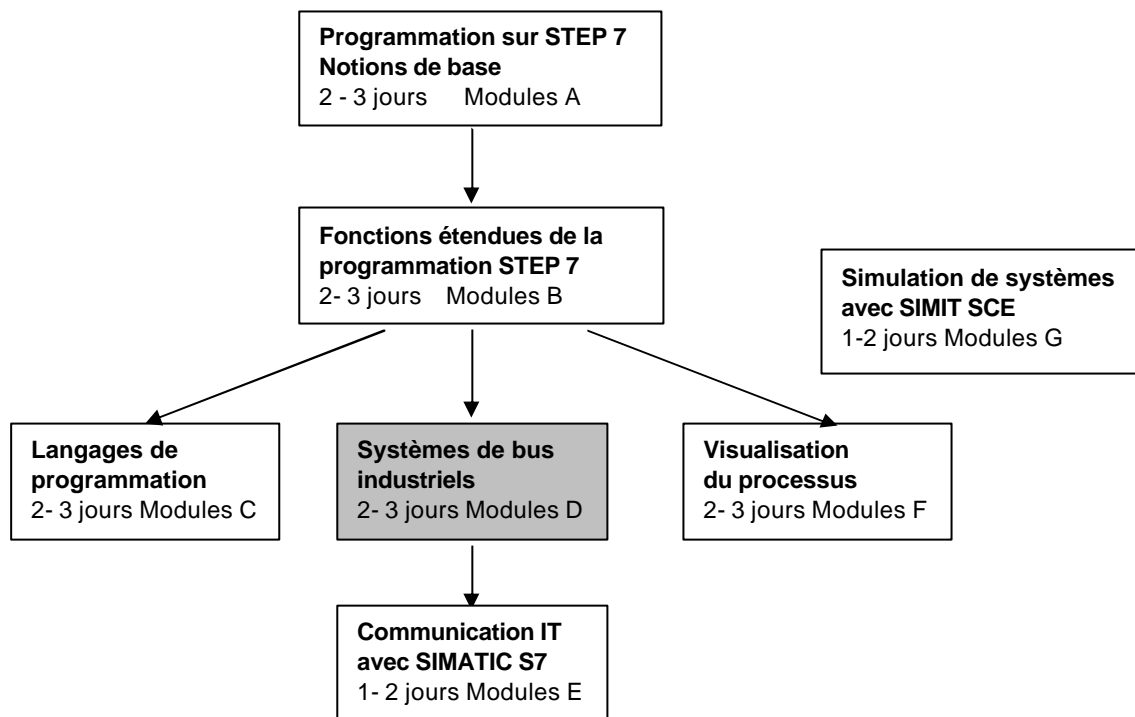 Programmation sur STEP 7
Notions de base
2 - 3 jours Modules A
Fonctions étendues de la
programmation STEP 7
2- 3 jours Modules B
Simulation de systèmes
avec SIMIT SCE
1-2 jours Modules G
Langages de
programmation
2- 3 jours Modules C
Systèmes de bus
industriels
2- 3 jours Modules D
Visualisation
du processus
2- 3 jours Modules F
Communication IT
avec SIMATIC S7
1- 2 jours Modules E